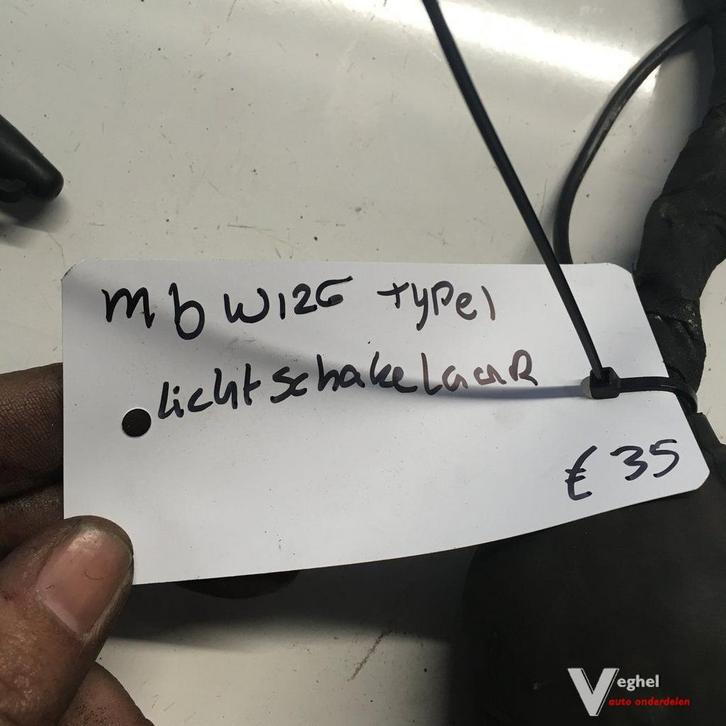 mb W126 type1
lichtschakelaaR
€ 35
Veghel
auto onderdelen